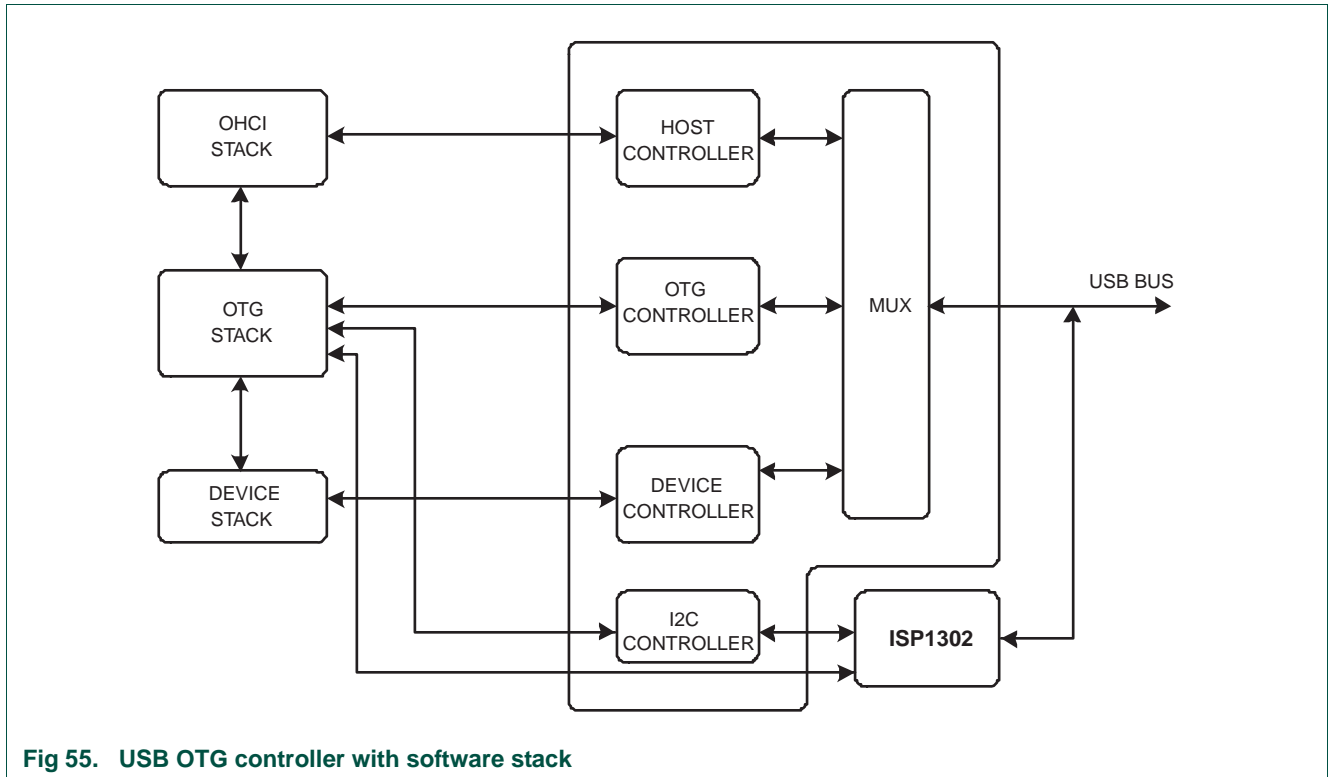 OHCI
STACK
HOST
CONTROLLER
OTG
STACK
OTG
CONTROLLER
MUX
USB BUS
DEVICE
STACK
DEVICE
CONTROLLER
I2C
CONTROLLER
ISP1302
Fig 55. USB OTG controller with software stack